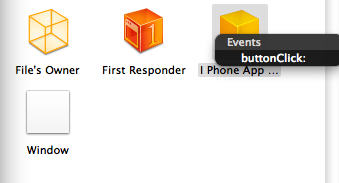 Events
buttonClick:
File's Owner
First Responder
I Phone App ...
Window